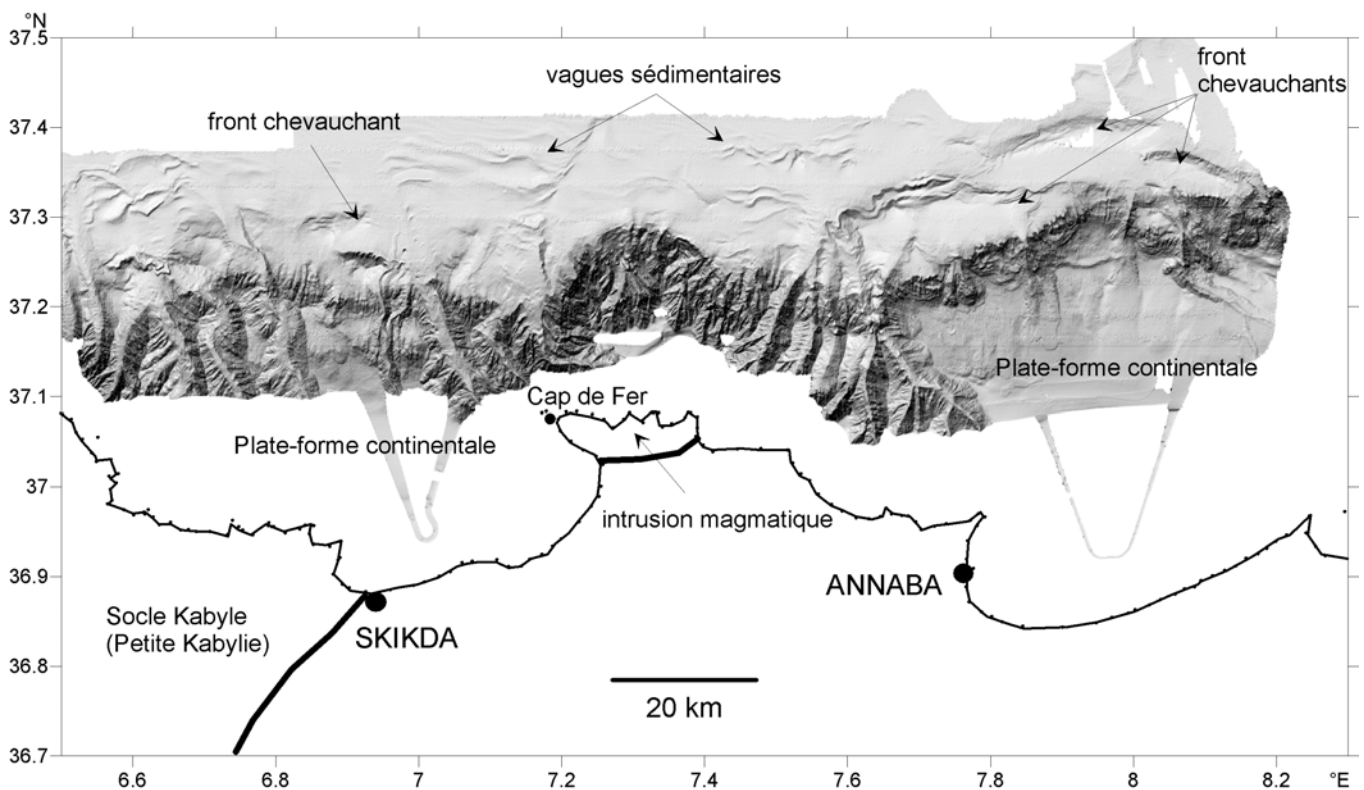 °N
37.5
37.4
37.3
37.2
37.1
37
36.9
36.8
36.7
vagues sédimentaires
front
chevauchants
front chevauchant
Plate-forme continentale
Cap de Fer
Plate-forme continentale
intrusion magmatique
ANNABA
Socle Kabyle
(Petite Kabylie)
SKIKDA
20 km
6.6
6.8
7
7.2
7.4
7.6
7.8
8
8.2
°E